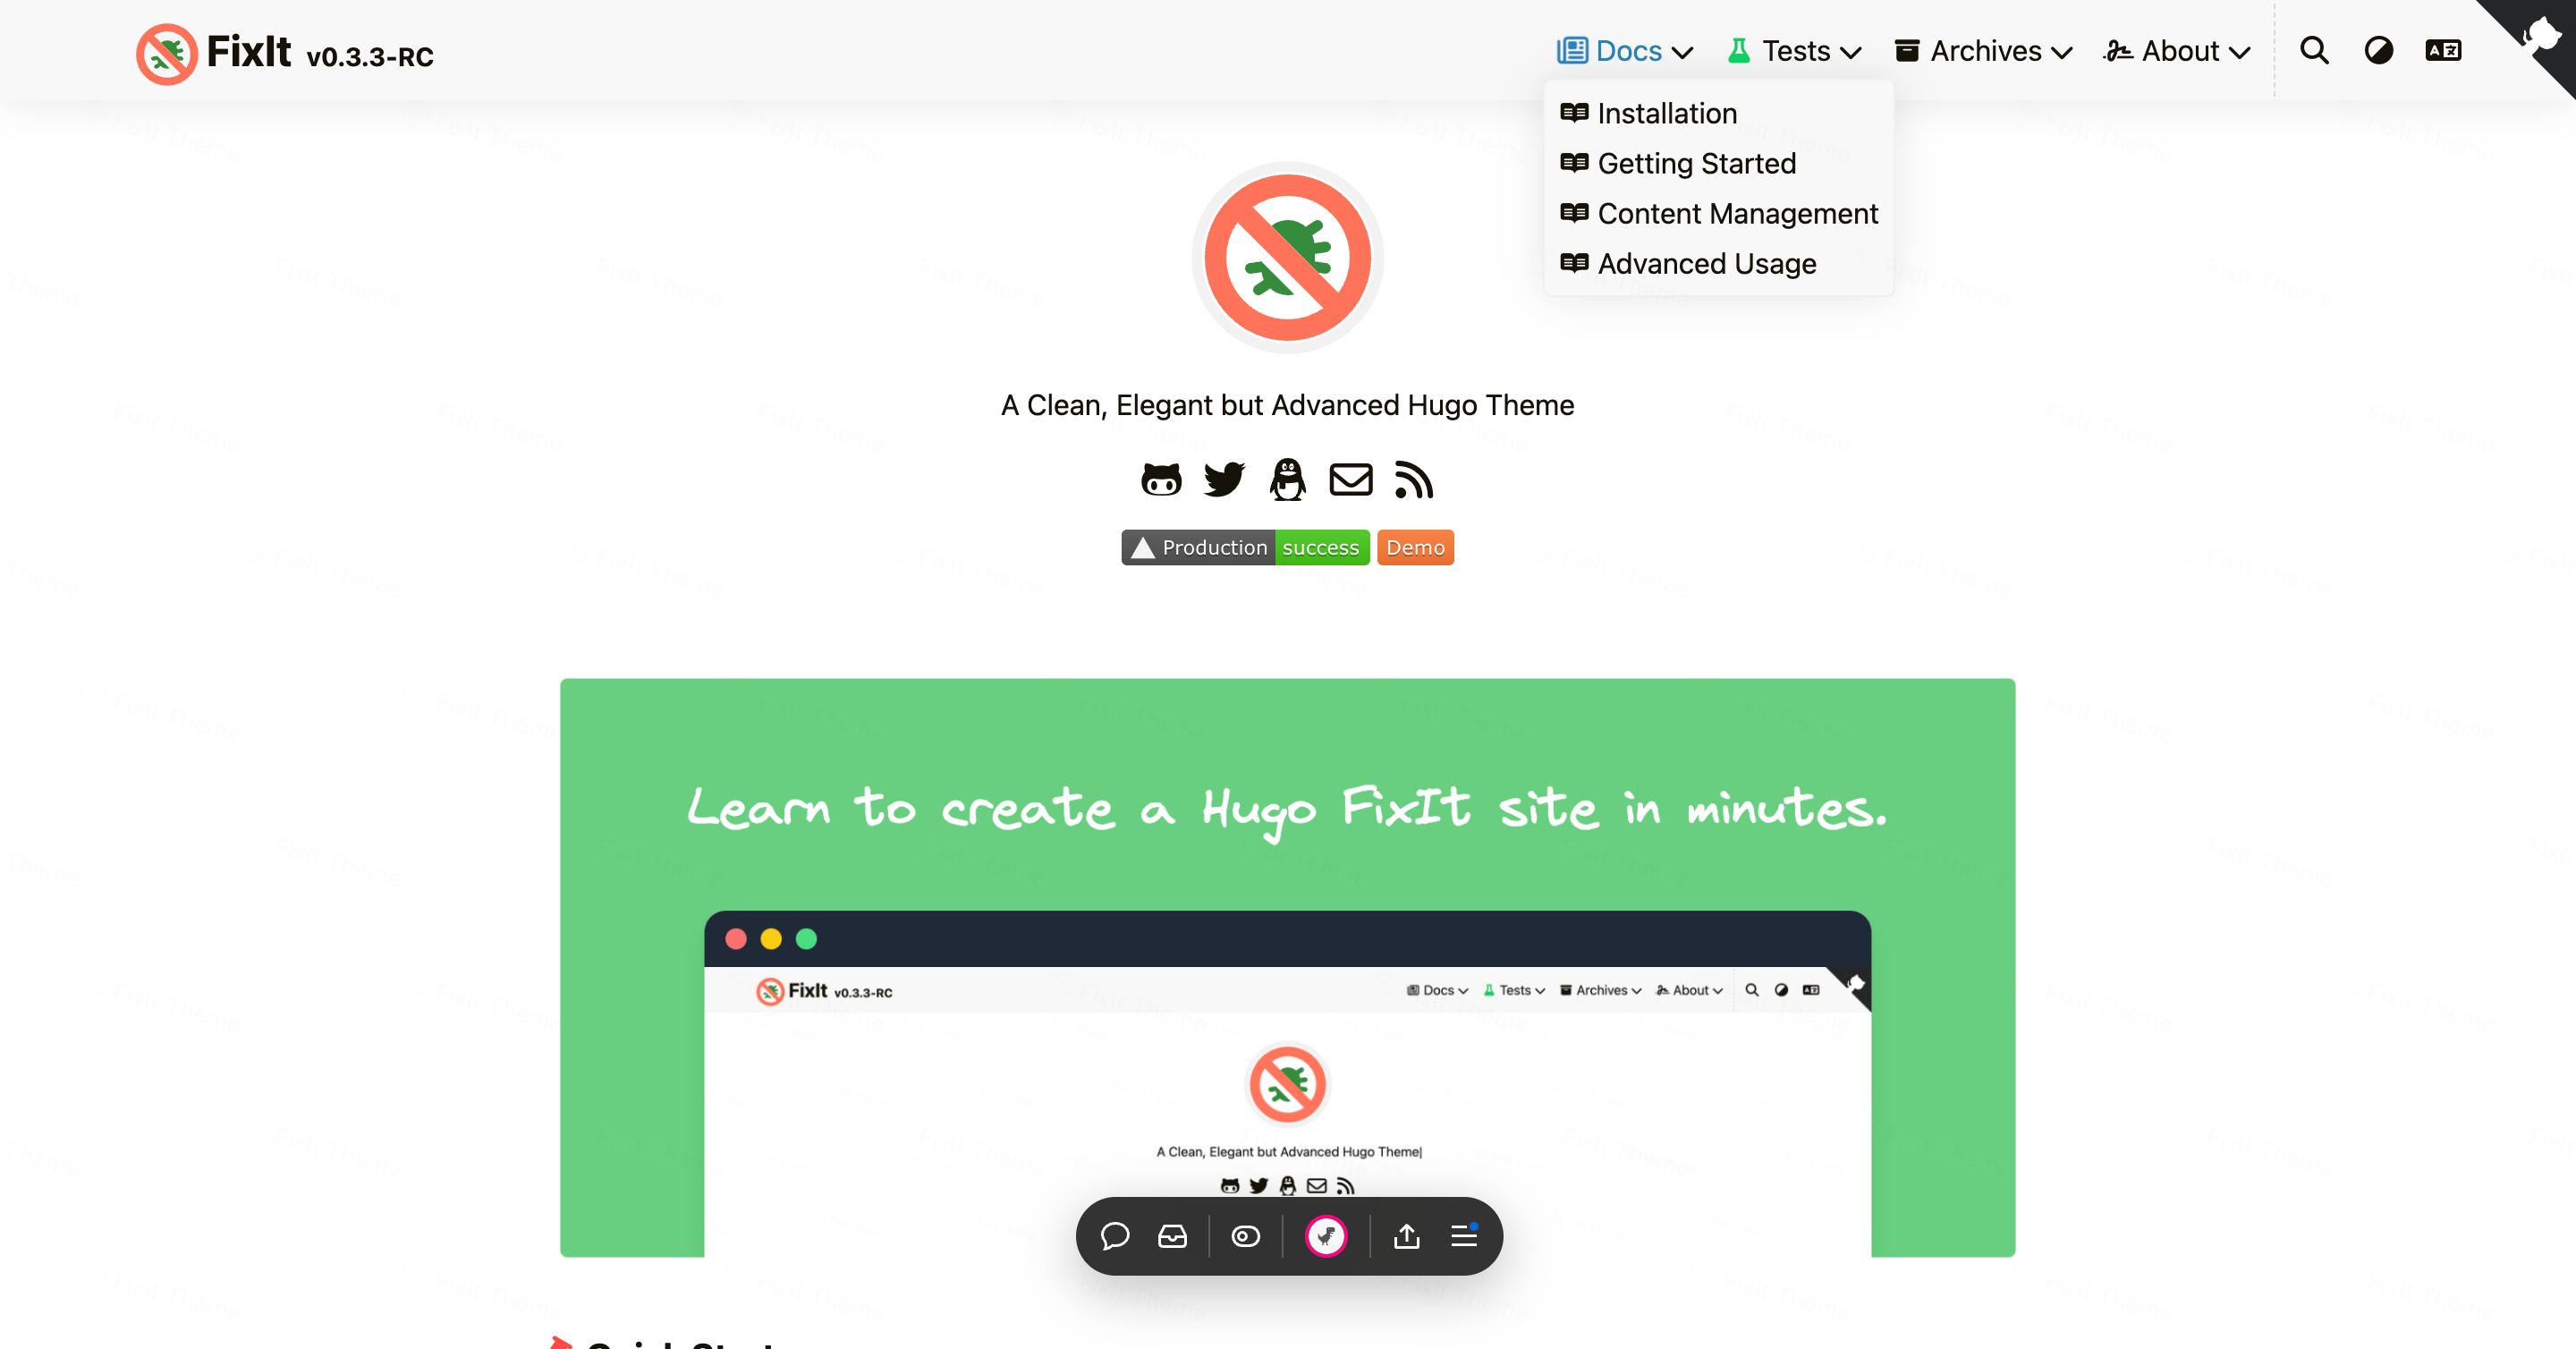 FixIt v0.3.3-RC
Docs Tests Archives About
Installation
Getting Started
Content Management
Advanced Usage
A Clean, Elegant but Advanced Hugo Theme
Production success Demo
Learn to create a Hugo FixIt site in minutes.
FixIt v0.3.3-RC
Docs Tests Archives About
A Clean, Elegant but Advanced Hugo Theme
Quick Start